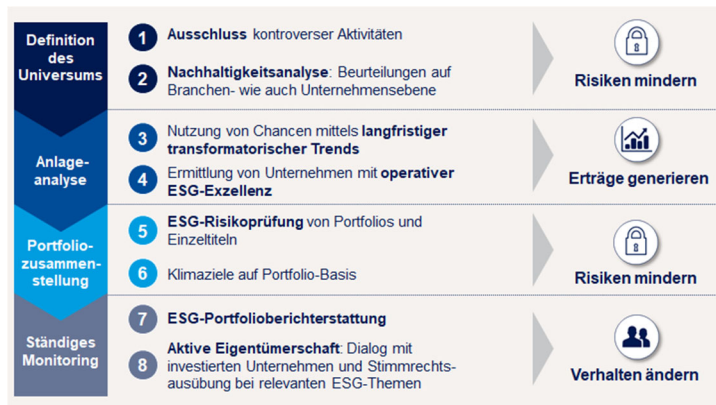 Definition
des
Universums
1
Ausschluss kontroverser Aktivitäten
2
Nachhaltigkeitsanalyse: Beurteilungen auf
Branchen- wie auch Unternehmensebene
Risiken mindern
Anlage-
analyse
3
Nutzung von Chancen mittels langfristiger
transformatorischer Trends
4
Ermittlung von Unternehmen mit operativer
ESG-Exzellenz
Erträge generieren
Portfolio-
zusammen-
stellung
5
ESG-Risikoprüfung von Portfolios und
Einzeltiteln
6
Klimaziele auf Portfolio-Basis
Risiken mindern
Ständiges
Monitoring
7
ESG-Portfolioberichterstattung
8
Aktive Eigentümerschaft: Dialog mit
investierten Unternehmen und Stimmrechts-
ausübung bei relevanten ESG-Themen
Verhalten ändern